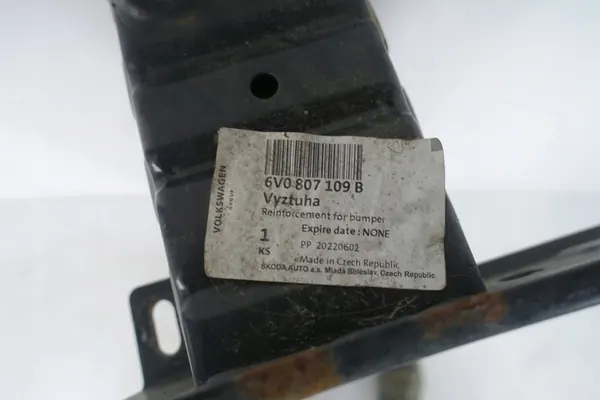 VOLKSWAGEN
GROUP
6V0 807 109 B
Vyztuha
Reinforcement for bumper
1 Expire date : NONE
KS PP 20220602
Made in Czech Republic
ŠKODA AUTO a.s. Mladá Boleslav, Czech Republic